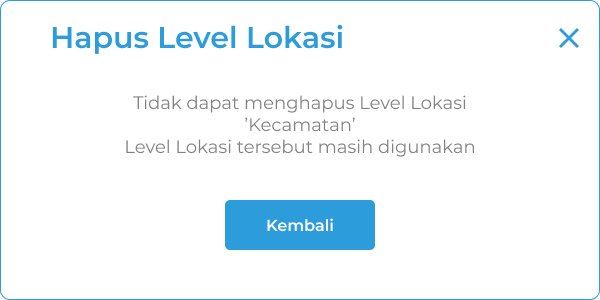 Hapus Level Lokasi
Tidak dapat menghapus Level Lokasi
’Kecamatan’
Level Lokasi tersebut masih digunakan
Kembali